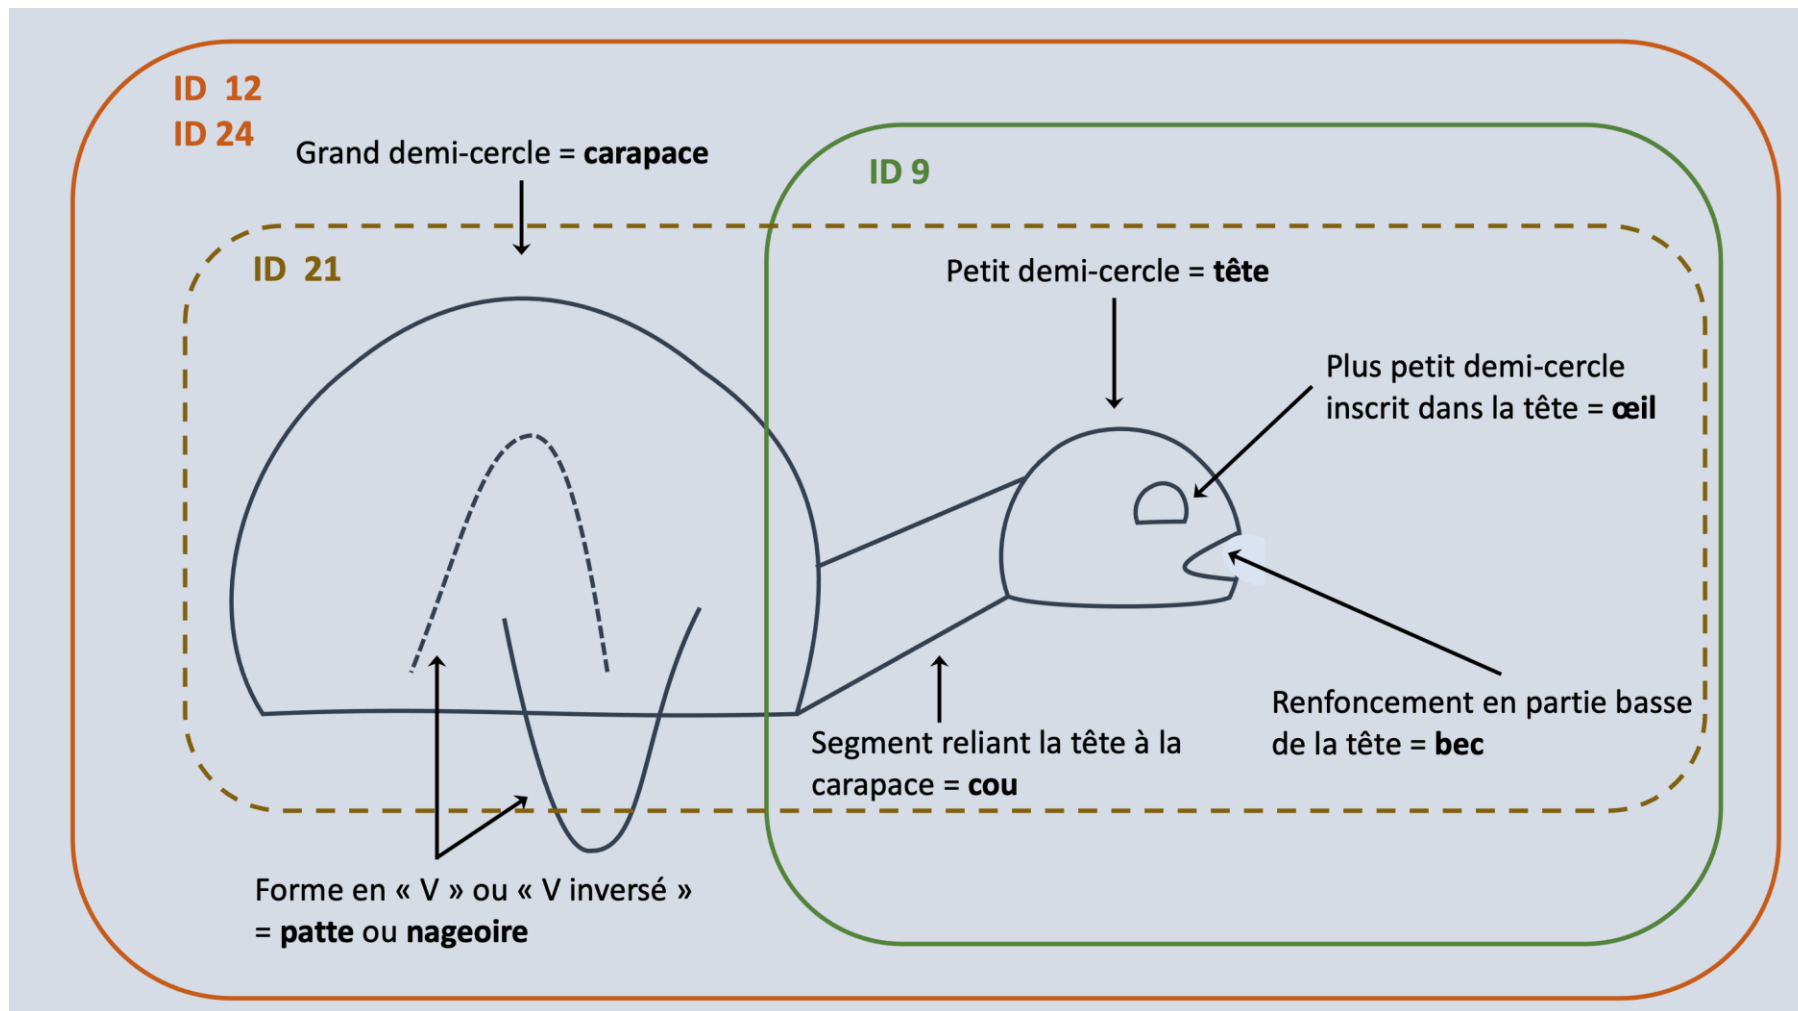 ID 12
ID 24
Grand demi-cercle = carapace
ID 9
ID 21
Petit demi-cercle = tête
Plus petit demi-cercle
inscrit dans la tête = œil
Renfoncement en partie basse
de la tête = bec
Segment reliant la tête à la
carapace = cou
Forme en « V » ou « V inversé »
= patte ou nageoire